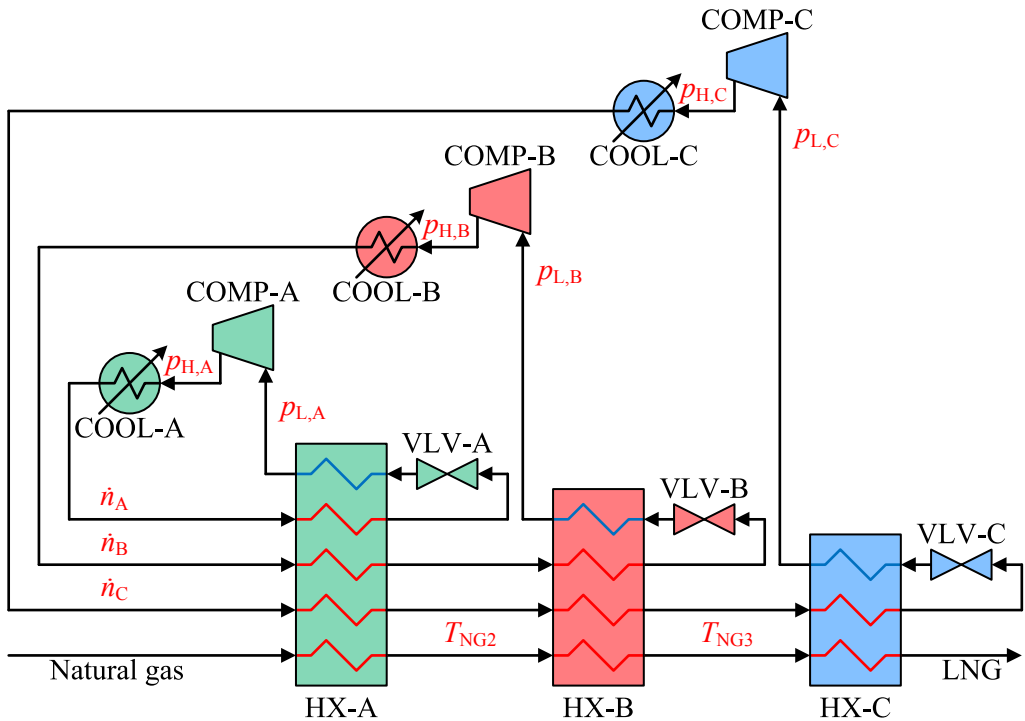 COMP-C
p_H,C
COOL-C
p_L,C
COMP-B
p_H,B
COOL-B
p_L,B
COMP-A
p_H,A
COOL-A
p_L,A
VLV-A
VLV-B
VLV-C
ṅ_A
ṅ_B
ṅ_C
Natural gas
T_NG2
T_NG3
LNG
HX-A
HX-B
HX-C